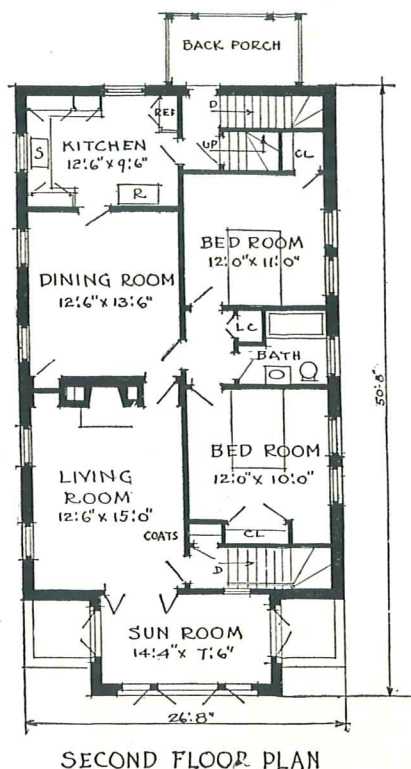 BACK PORCH
D
REF
KITCHEN
12'-6" x 9'-6"
S
UP
CL
R
BED ROOM
12'-0" x 11'-0"
DINING ROOM
12'-6" x 13'-6"
LC
BATH
50'-8"
BED ROOM
12'-0" x 10'-0"
LIVING
ROOM
12'-6" x 15'-0"
COATS
CL
D
SUN ROOM
14'-4" x 7'-6"
26'-8"
SECOND FLOOR PLAN